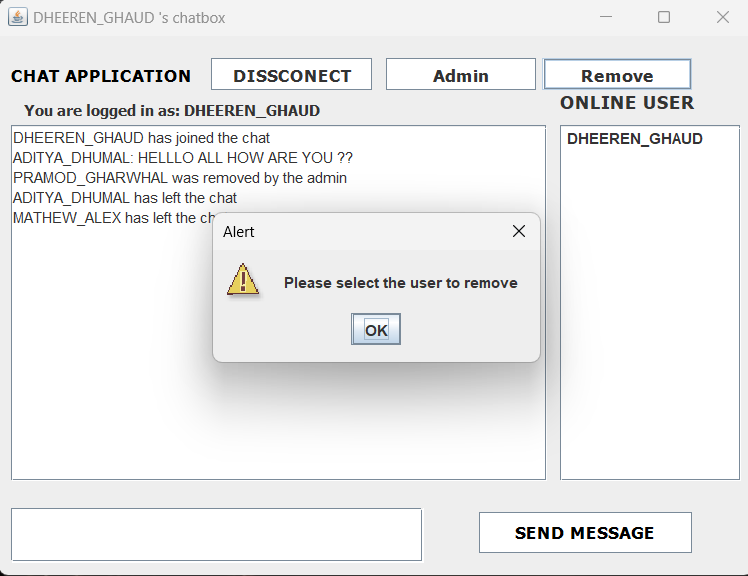 DHEEREN_GHAUD 's chatbox
CHAT APPLICATION
DISSCONECT
Admin
Remove
You are logged in as: DHEEREN_GHAUD
ONLINE USER
DHEEREN_GHAUD has joined the chat
ADITYA_DHUMAL: HELLLO ALL HOW ARE YOU ??
PRAMOD_GHARWHAL was removed by the admin
ADITYA_DHUMAL has left the chat
MATHEW_ALEX has left the
DHEEREN_GHAUD
Alert
Please select the user to remove
OK
SEND MESSAGE